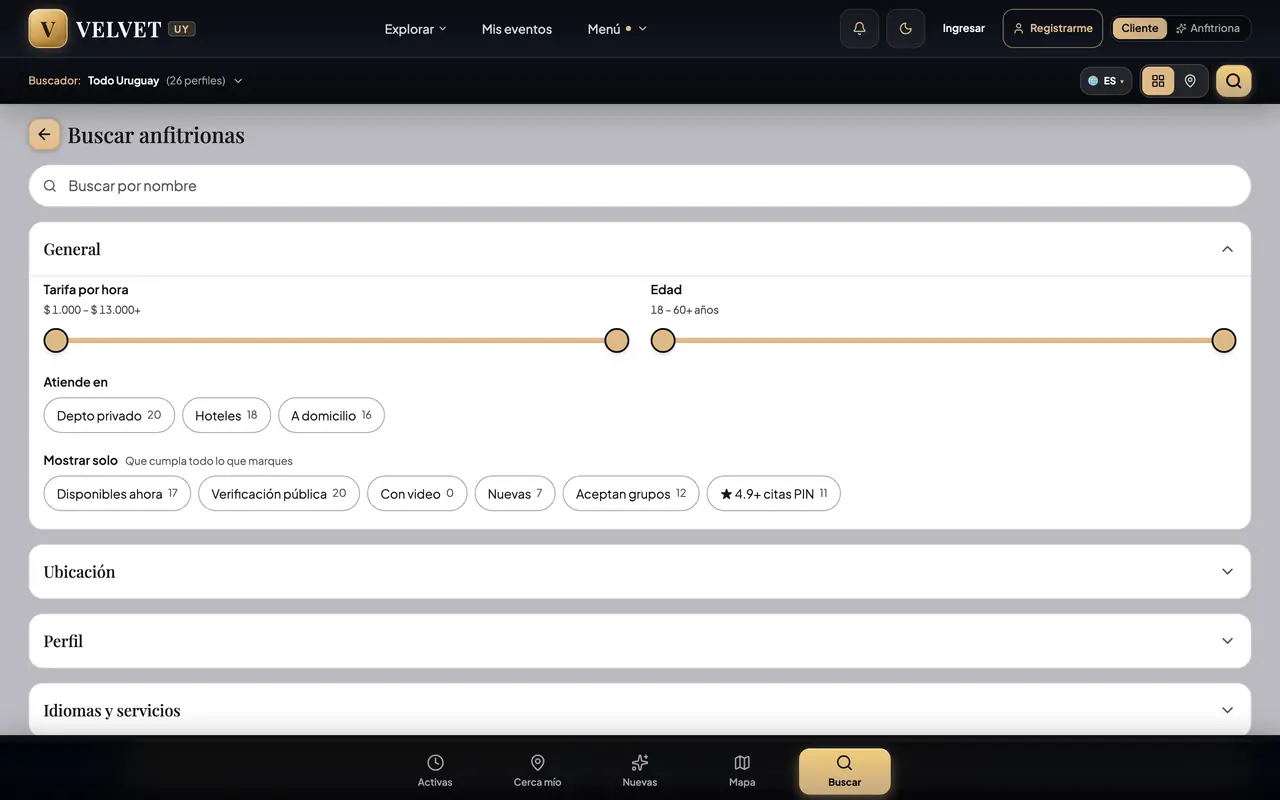 V VELVET UY
Explorar
Mis eventos
Menú
Ingresar
Registrarme
Cliente
Anfitriona
Buscador: Todo Uruguay (26 perfiles)
ES
Buscar anfitrionas
Buscar por nombre
General
Tarifa por hora
$ 1.000 – $ 13.000+
Edad
18 – 60+ años
Atiende en
Depto privado 20
Hoteles 18
A domicilio 16
Mostrar solo Que cumpla todo lo que marques
Disponibles ahora 17
Verificación pública 20
Con video 0
Nuevas 7
Aceptan grupos 12
★ 4.9+ citas PIN 11
Ubicación
Perfil
Idiomas y servicios
Activas
Cerca mío
Nuevas
Mapa
Buscar